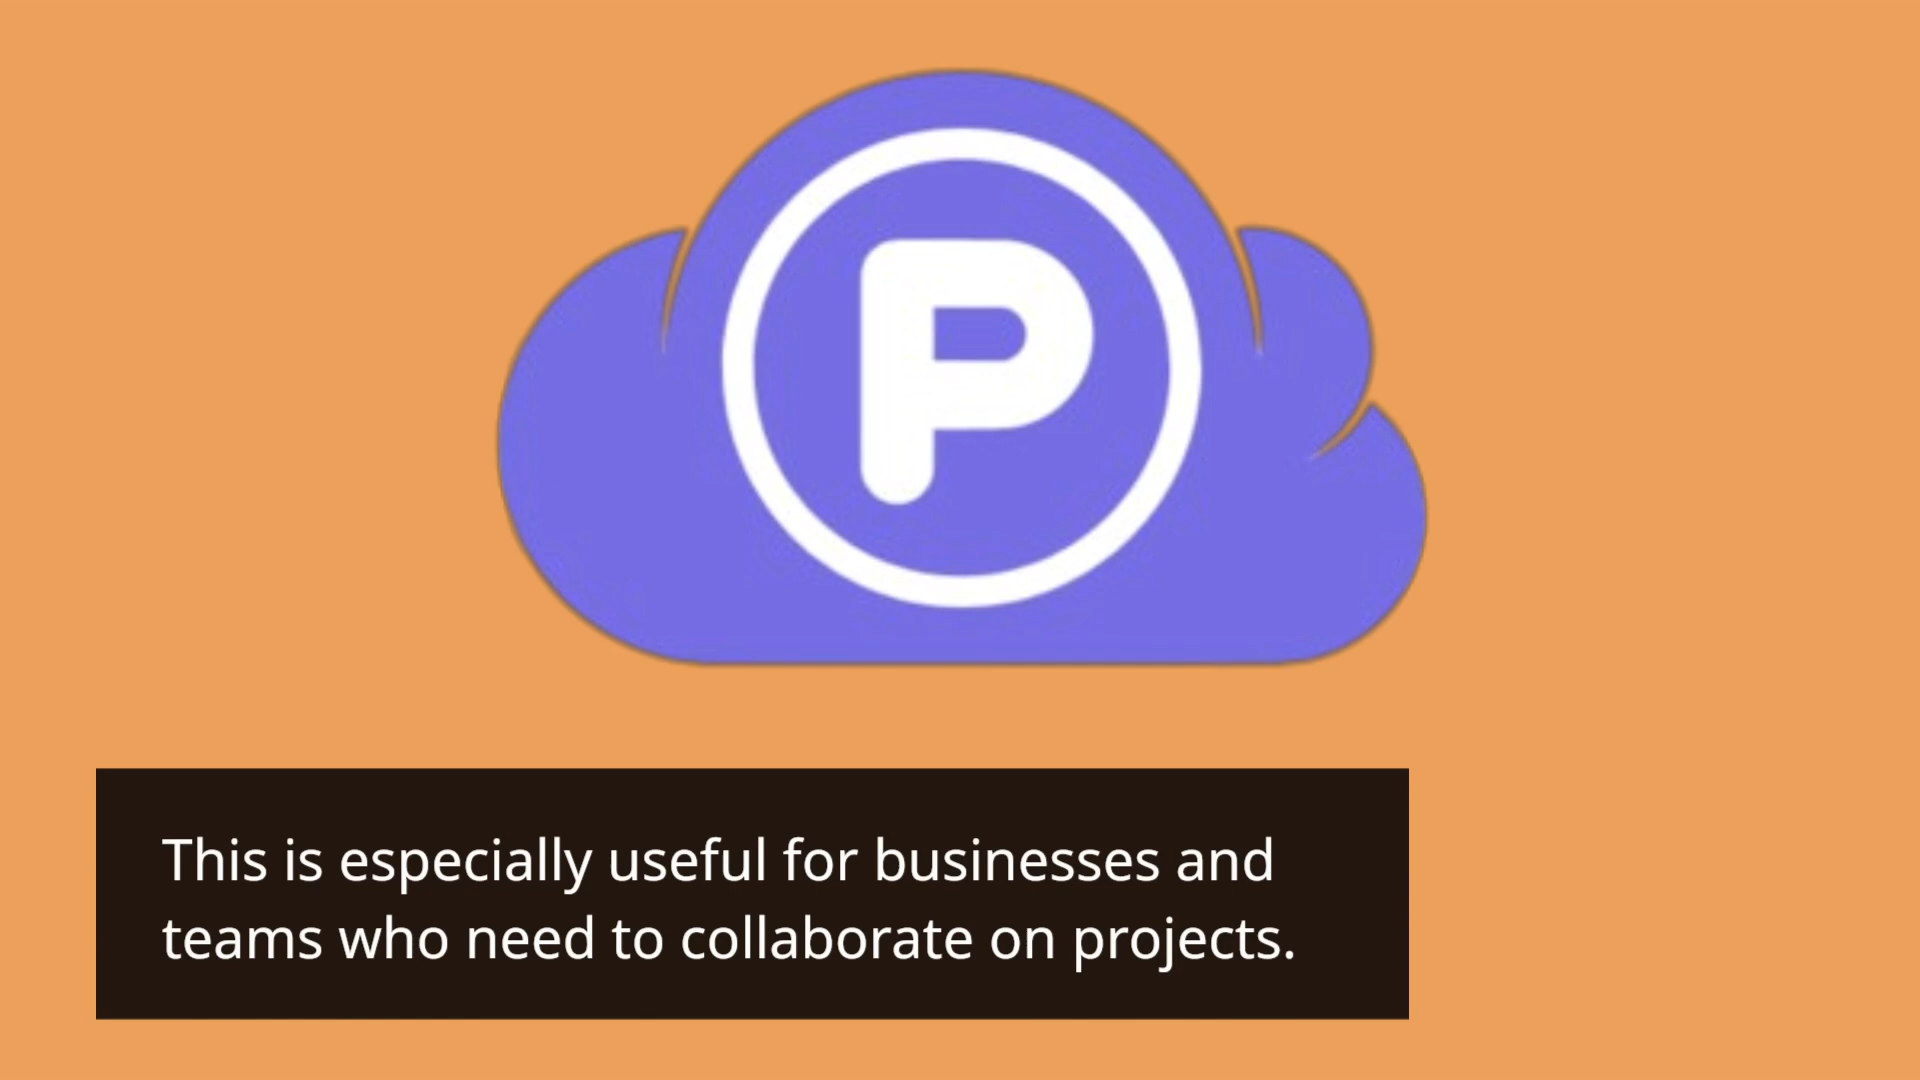 P
This is especially useful for businesses and
teams who need to collaborate on projects.